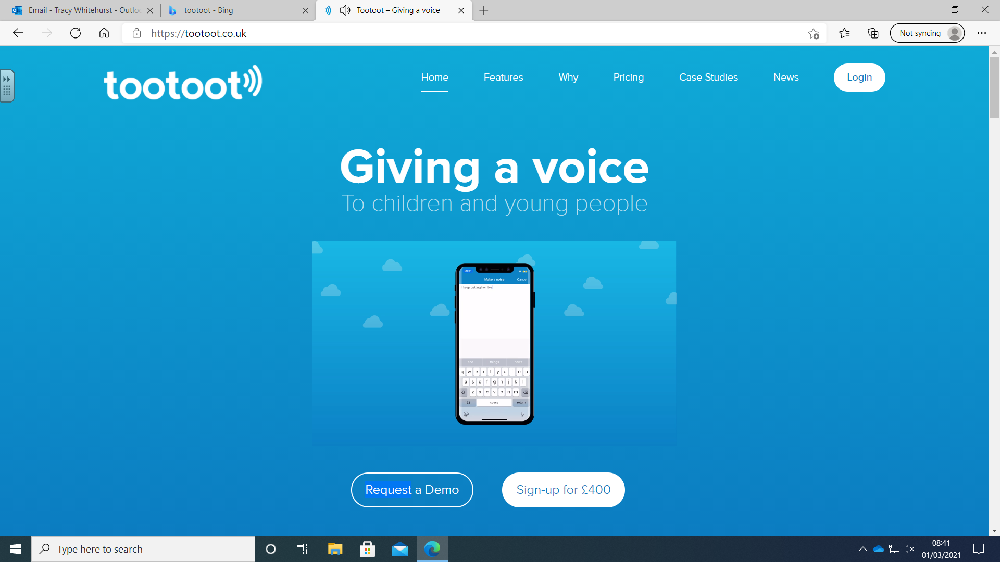 Email - Tracy Whitehurst - Outlo
tootoot - Bing
Tootoot – Giving a voice
https://tootoot.co.uk
Not syncing
tootoot
Home
Features
Why
Pricing
Case Studies
News
Login
Giving a voice
To children and young people
09:41
Make a noise
Cancel
I keep getting horrible
and things news
q w e r t y u i o p
a s d f g h j k l
z x c v b n m
123 space return
Request a Demo
Sign-up for £400
Type here to search
08:41
01/03/2021